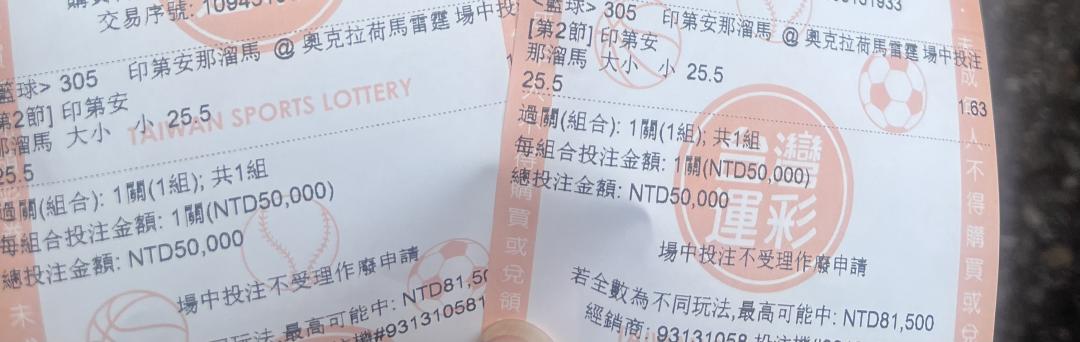 交易序號: 1094
籃球> 305 印第安那溜馬 @ 奧克拉荷馬雷霆 場中投
[第2節] 印第安
那溜馬 大小 小 25.5
25.5
TAIWAN SPORTS LOTTERY
過關(組合): 1關(1組); 共1組
每組合投注金額: 1關(NTD50,000)
總投注金額: NTD50,000
場中投注不受理作廢申請
玩法,最高可能中: NTD81,50
#93131058
未
籃球> 305 印第安那溜馬 @ 奧克拉荷馬雷霆 場中投注
[第2節] 印第安
那溜馬 大小 小 25.5
25.5
1.63
過關(組合): 1關(1組); 共1組
每組合投注金額: 1關(NTD50,000)
總投注金額: NTD50,000
台灣
運彩
場中投注不受理作廢申請
若全數為不同玩法,最高可能中: NTD81,500
經銷商: 93131058
購買或兌領
未成
人不得購買或兌